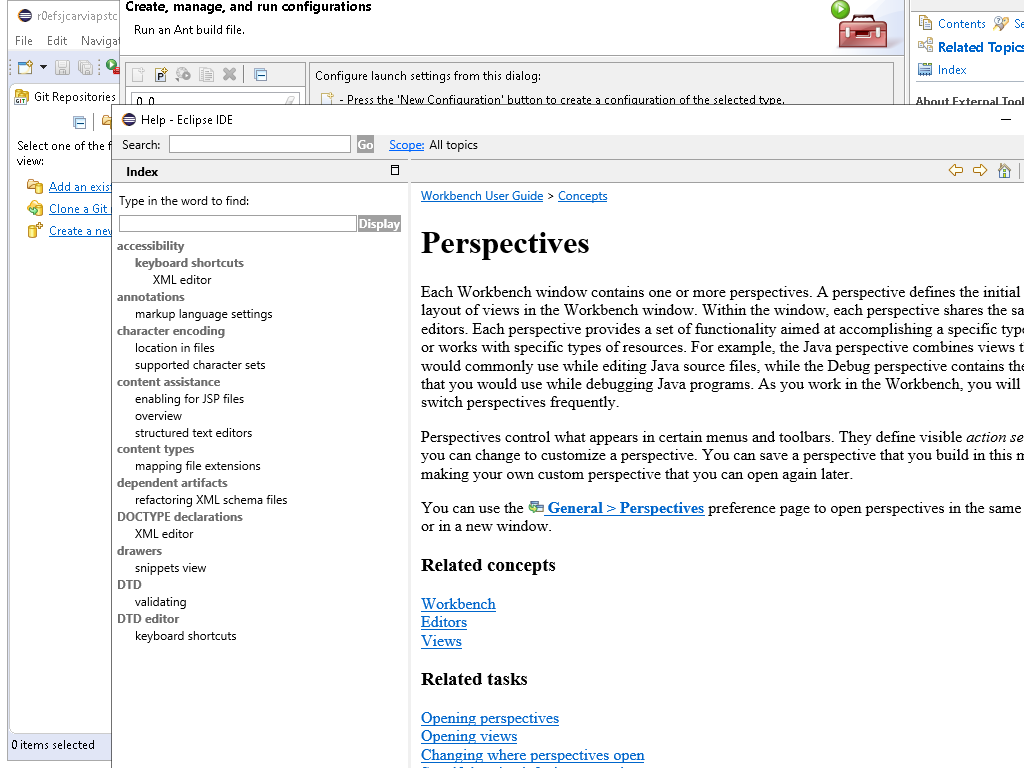 r0efsjcarviapstc
File Edit Navigat
Git Repositories
Select one of the f
view:
Add an exis
Clone a Git
Create a new
0 items selected
Create, manage, and run configurations
Run an Ant build file.
Configure launch settings from this dialog:
- Press the 'New Configuration' button to create a configuration of the selected type.
Contents Se
Related Topics
Index
About External Tool
Help - Eclipse IDE
Search: Go Scope: All topics
Index
Type in the word to find:
Display
accessibility
keyboard shortcuts
XML editor
annotations
markup language settings
character encoding
location in files
supported character sets
content assistance
enabling for JSP files
overview
structured text editors
content types
mapping file extensions
dependent artifacts
refactoring XML schema files
DOCTYPE declarations
XML editor
drawers
snippets view
DTD
validating
DTD editor
keyboard shortcuts
Workbench User Guide > Concepts
Perspectives
Each Workbench window contains one or more perspectives. A perspective defines the initial
layout of views in the Workbench window. Within the window, each perspective shares the sa
editors. Each perspective provides a set of functionality aimed at accomplishing a specific type
or works with specific types of resources. For example, the Java perspective combines views t
would commonly use while editing Java source files, while the Debug perspective contains the
that you would use while debugging Java programs. As you work in the Workbench, you will
switch perspectives frequently.
Perspectives control what appears in certain menus and toolbars. They define visible action se
you can change to customize a perspective. You can save a perspective that you build in this m
making your own custom perspective that you can open again later.
You can use the General > Perspectives preference page to open perspectives in the same
or in a new window.
Related concepts
Workbench
Editors
Views
Related tasks
Opening perspectives
Opening views
Changing where perspectives open